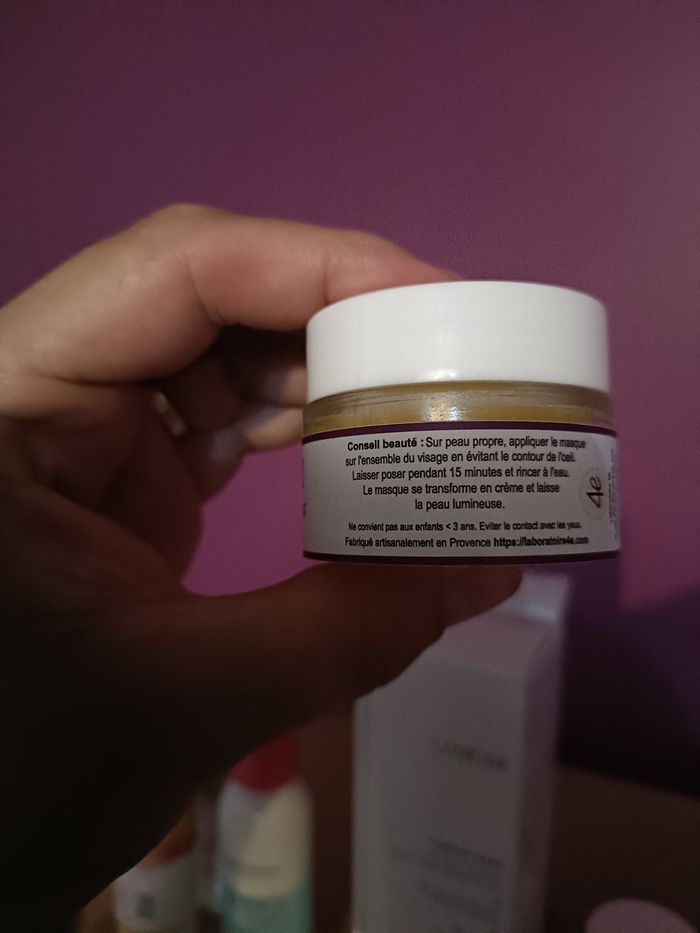 Conseil beauté : Sur peau propre, appliquer le masque
sur l'ensemble du visage en évitant le contour de l'oeil.
Laisser poser pendant 15 minutes et rincer à l'eau.
Le masque se transforme en crème et laisse
la peau lumineuse.
Ne convient pas aux enfants < 3 ans. Eviter le contact avec les yeux.
Fabriqué artisanalement en Provence https://laboratoire4e.com
4e